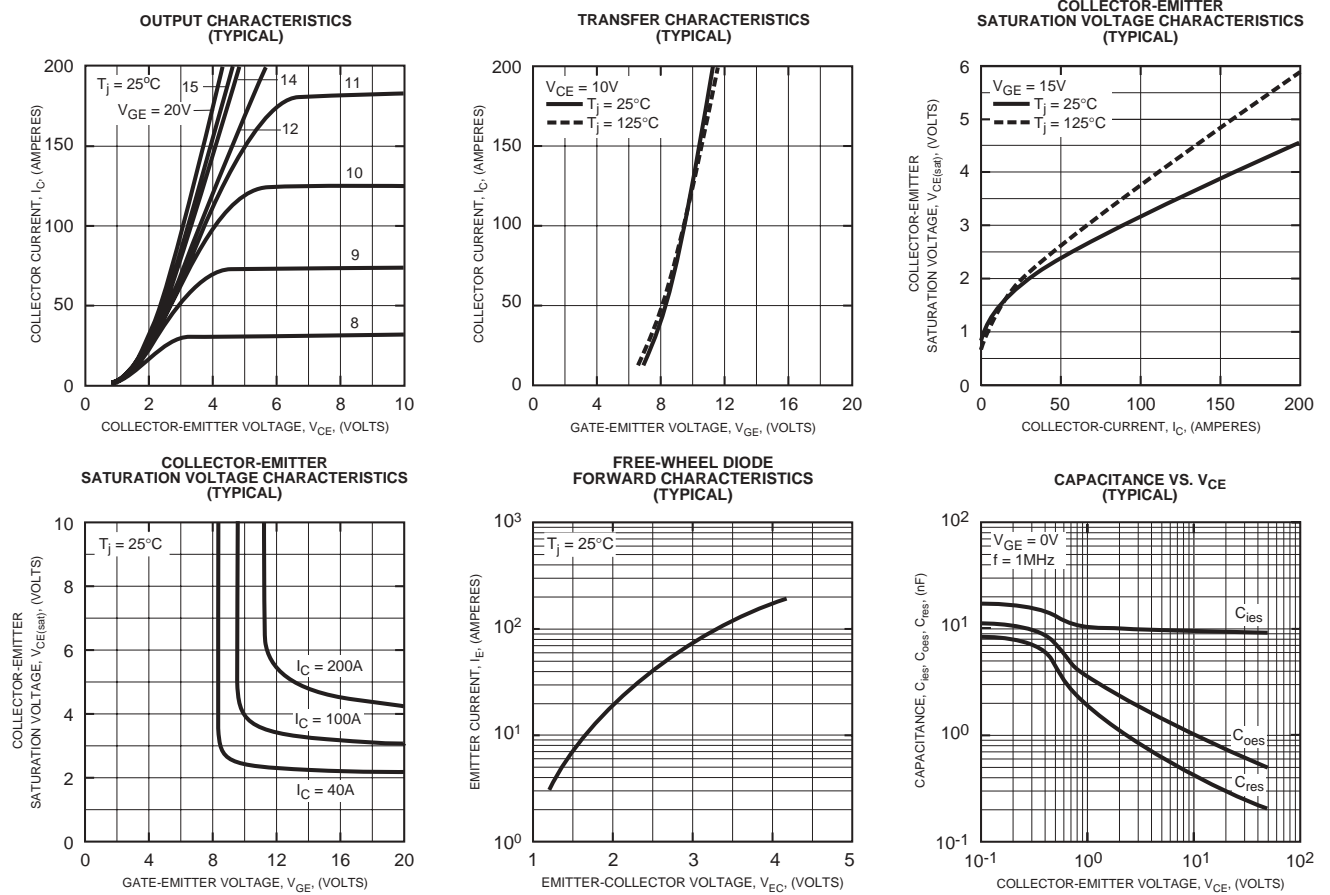 OUTPUT CHARACTERISTICS
(TYPICAL)
COLLECTOR CURRENT, IC, (AMPERES)
200
150
100
50
0
Tj = 25°C
VGE = 20V
15
14
12
11
10
9
8
0 2 4 6 8 10
COLLECTOR-EMITTER VOLTAGE, VCE, (VOLTS)
TRANSFER CHARACTERISTICS
(TYPICAL)
COLLECTOR CURRENT, IC, (AMPERES)
200
150
100
50
0
VCE = 10V
Tj = 25°C
Tj = 125°C
0 4 8 12 16 20
GATE-EMITTER VOLTAGE, VGE, (VOLTS)
COLLECTOR-EMITTER
SATURATION VOLTAGE CHARACTERISTICS
(TYPICAL)
COLLECTOR-EMITTER
SATURATION VOLTAGE, VCE(sat), (VOLTS)
6
5
4
3
2
1
0
VGE = 15V
Tj = 25°C
Tj = 125°C
0 50 100 150 200
COLLECTOR-CURRENT, IC, (AMPERES)
COLLECTOR-EMITTER
SATURATION VOLTAGE CHARACTERISTICS
(TYPICAL)
COLLECTOR-EMITTER
SATURATION VOLTAGE, VCE(sat), (VOLTS)
10
8
6
4
2
0
Tj = 25°C
IC = 200A
IC = 100A
IC = 40A
0 4 8 12 16 20
GATE-EMITTER VOLTAGE, VGE, (VOLTS)
FREE-WHEEL DIODE
FORWARD CHARACTERISTICS
(TYPICAL)
EMITTER CURRENT, IE, (AMPERES)
10³
10²
10¹
10⁰
Tj = 25°C
1 2 3 4 5
EMITTER-COLLECTOR VOLTAGE, VEC, (VOLTS)
CAPACITANCE VS. VCE
(TYPICAL)
CAPACITANCE, Cies, Coes, Cres, (nF)
10²
10¹
10⁰
10⁻¹
VGE = 0V
f = 1MHz
Cies
Coes
Cres
10⁻¹ 10⁰ 10¹ 10²
COLLECTOR-EMITTER VOLTAGE, VCE, (VOLTS)